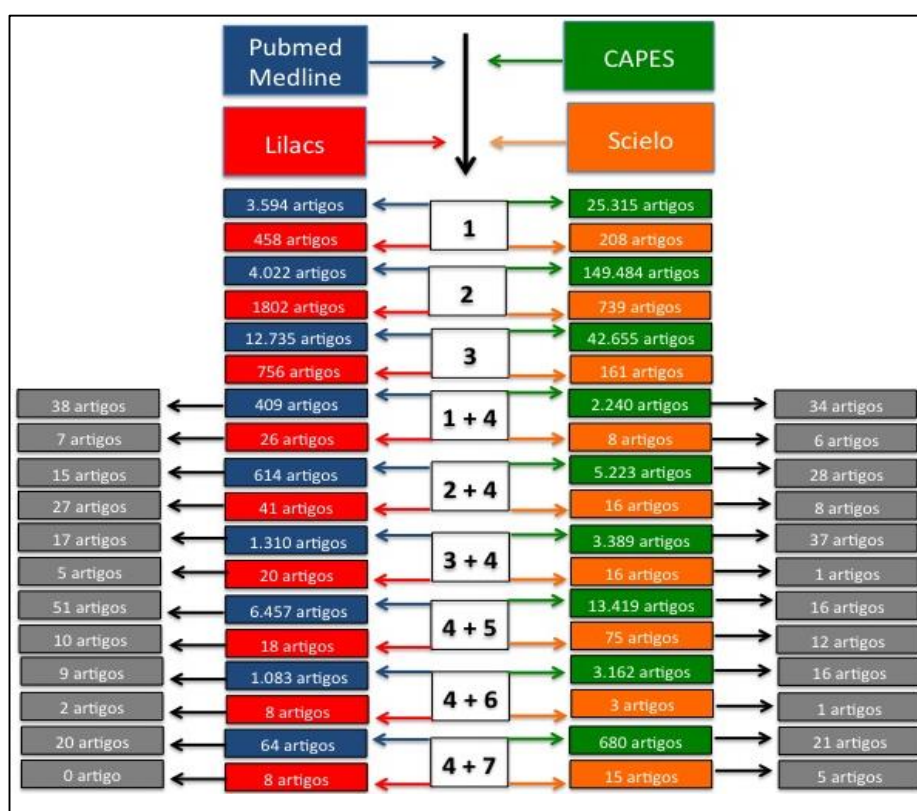 Pubmed
Medline
CAPES
Lilacs
Scielo
3.594 artigos
1
25.315 artigos
458 artigos
208 artigos
4.022 artigos
2
149.484 artigos
1802 artigos
739 artigos
12.735 artigos
3
42.655 artigos
756 artigos
161 artigos
38 artigos
409 artigos
1 + 4
2.240 artigos
34 artigos
7 artigos
26 artigos
8 artigos
6 artigos
15 artigos
614 artigos
2 + 4
5.223 artigos
28 artigos
27 artigos
41 artigos
16 artigos
8 artigos
17 artigos
1.310 artigos
3 + 4
3.389 artigos
37 artigos
5 artigos
20 artigos
16 artigos
1 artigos
51 artigos
6.457 artigos
4 + 5
13.419 artigos
16 artigos
10 artigos
18 artigos
75 artigos
12 artigos
9 artigos
1.083 artigos
4 + 6
3.162 artigos
16 artigos
2 artigos
8 artigos
3 artigos
1 artigos
20 artigos
64 artigos
4 + 7
680 artigos
21 artigos
0 artigo
8 artigos
15 artigos
5 artigos